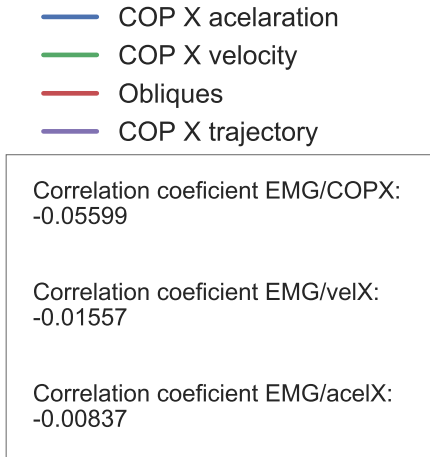 COP X acelaration
COP X velocity
Obliques
COP X trajectory
Correlation coeficient EMG/COPX:
-0.05599
Correlation coeficient EMG/velX:
-0.01557
Correlation coeficient EMG/acelX:
-0.00837